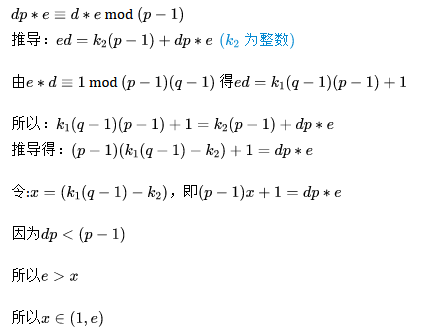 dp * e ≡ d * e mod (p − 1)
推导：ed = k₂(p − 1) + dp * e (k₂ 为整数)
由e * d ≡ 1 mod (p − 1)(q − 1) 得ed = k₁(q − 1)(p − 1) + 1
所以：k₁(q − 1)(p − 1) + 1 = k₂(p − 1) + dp * e
推导得：(p − 1)(k₁(q − 1) − k₂) + 1 = dp * e
令:x = (k₁(q − 1) − k₂)，即(p − 1)x + 1 = dp * e
因为dp < (p − 1)
所以e > x
所以x ∈ (1, e)